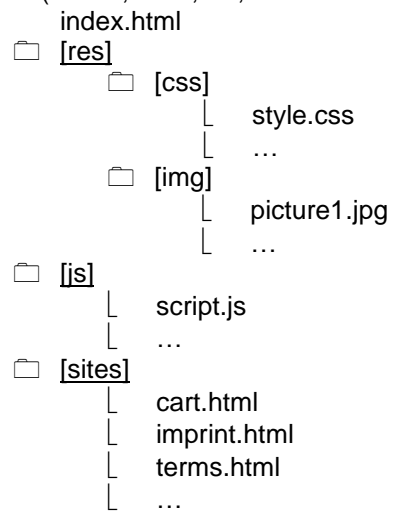 index.html
[res]
[css]
style.css
…
[img]
picture1.jpg
…
[js]
script.js
…
[sites]
cart.html
imprint.html
terms.html
…